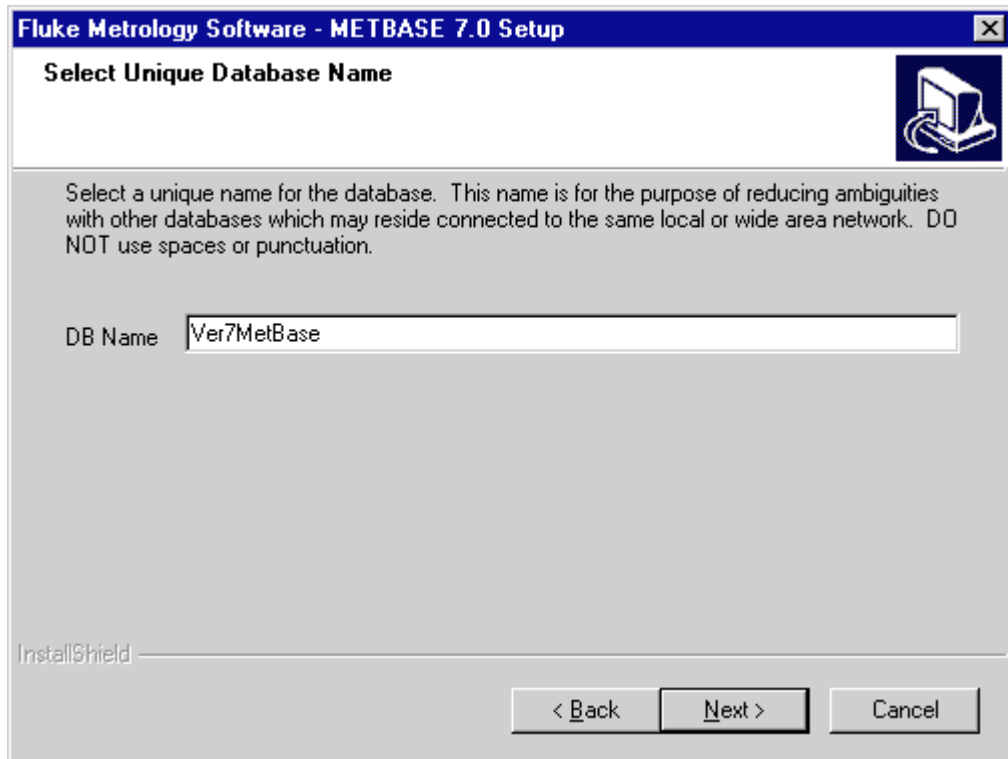 Fluke Metrology Software - METBASE 7.0 Setup
Select Unique Database Name
Select a unique name for the database.  This name is for the purpose of reducing ambiguities
with other databases which may reside connected to the same local or wide area network.  DO
NOT use spaces or punctuation.
DB Name Ver7MetBase
InstallShield
< Back Next > Cancel